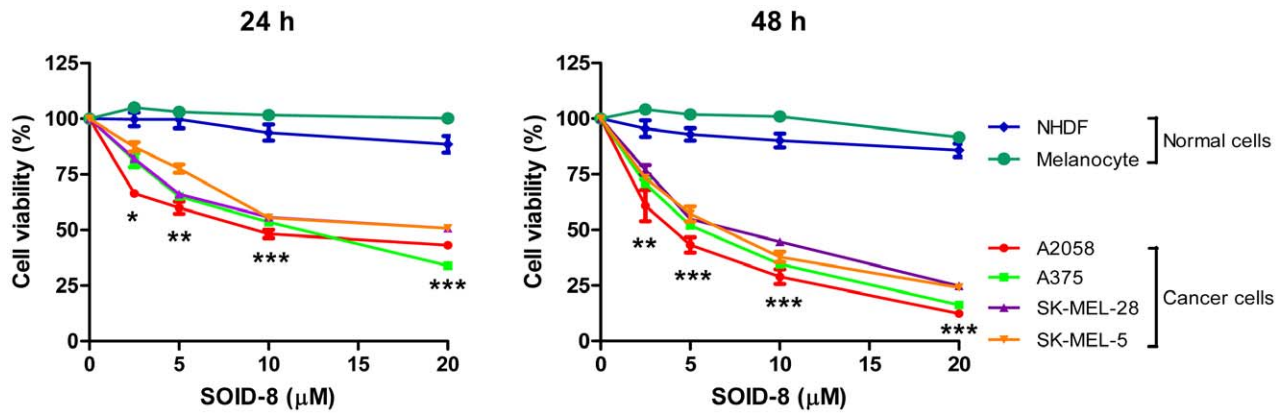 24 h
125
100
75
50
25
0
Cell viability (%)
*
**
***
***
0
5
10
15
20
SOID-8 (μM)
48 h
125
100
75
50
25
0
Cell viability (%)
**
***
***
***
0
5
10
15
20
SOID-8 (μM)
NHDF
Melanocyte
Normal cells
A2058
A375
SK-MEL-28
SK-MEL-5
Cancer cells